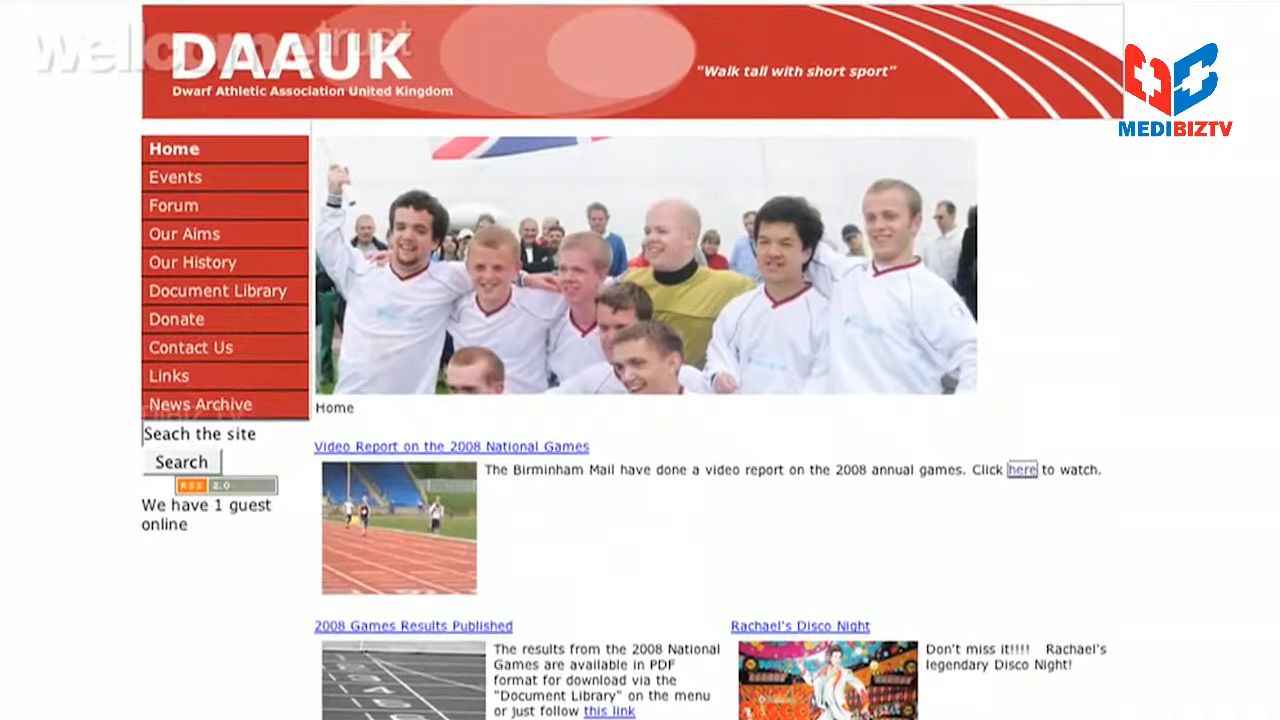 wellcometrust
DAAUK
Dwarf Athletic Association United Kingdom
"Walk tall with short sport"
MEDIBIZTV
Home
Events
Forum
Our Aims
Our History
Document Library
Donate
Contact Us
Links
News Archive
Seach the site
Search
RSS 2.0
We have 1 guest
online
Home
Video Report on the 2008 National Games
The Birminham Mail have done a video report on the 2008 annual games. Click here to watch.
2008 Games Results Published
The results from the 2008 National
Games are available in PDF
format for download via the
"Document Library" on the menu
or just follow this link
Rachael's Disco Night
Don't miss it!!!! Rachael's
legendary Disco Night!